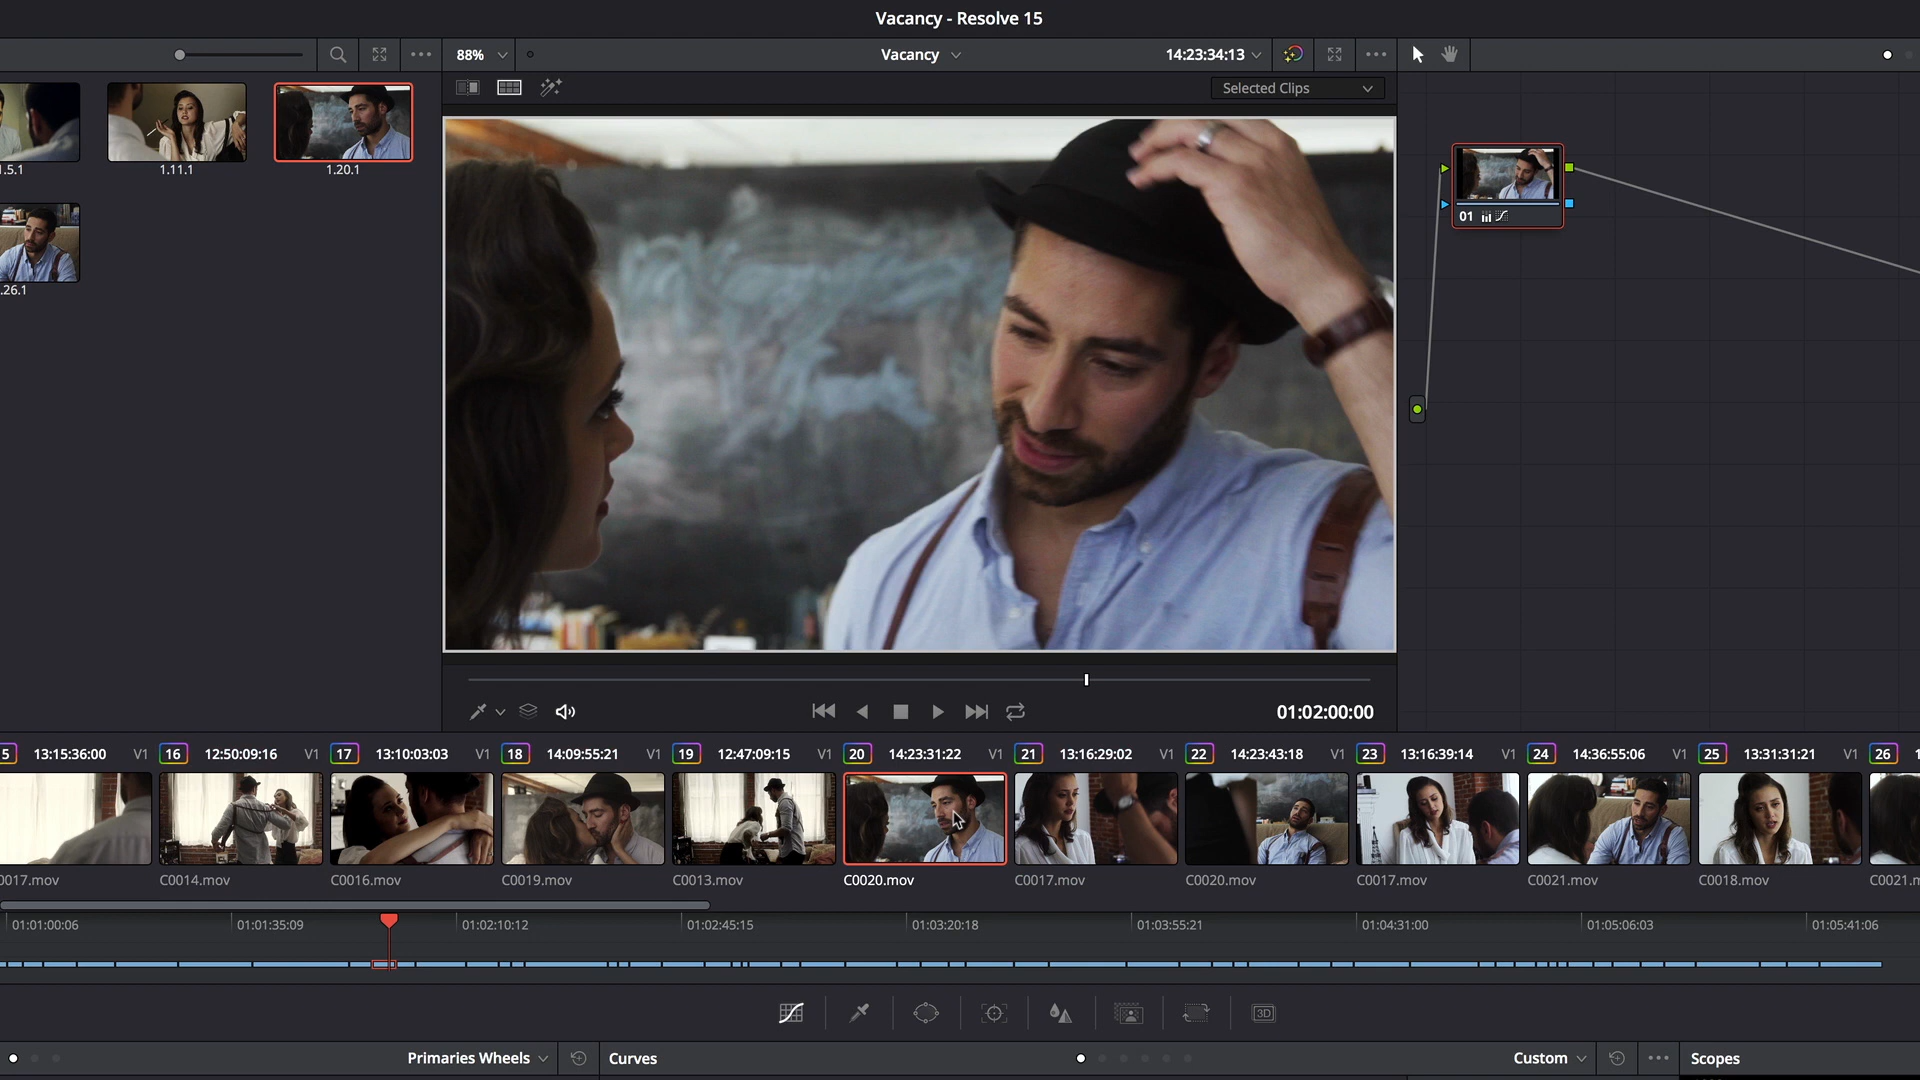 Vacancy - Resolve 15
88%
Vacancy
14:23:34:13
Selected Clips
1.5.1
1.11.1
1.20.1
.26.1
01
01:02:00:00
5 13:15:36:00 V1
16 12:50:09:16 V1
17 13:10:03:03 V1
18 14:09:55:21 V1
19 12:47:09:15 V1
20 14:23:31:22 V1
21 13:16:29:02 V1
22 14:23:43:18 V1
23 13:16:39:14 V1
24 14:36:55:06 V1
25 13:31:31:21 V1
26 1
0017.mov
C0014.mov
C0016.mov
C0019.mov
C0013.mov
C0020.mov
C0017.mov
C0020.mov
C0017.mov
C0021.mov
C0018.mov
C0021.m
01:01:00:06
01:01:35:09
01:02:10:12
01:02:45:15
01:03:20:18
01:03:55:21
01:04:31:00
01:05:06:03
01:05:41:06
3D
Primaries Wheels
Curves
Custom
Scopes